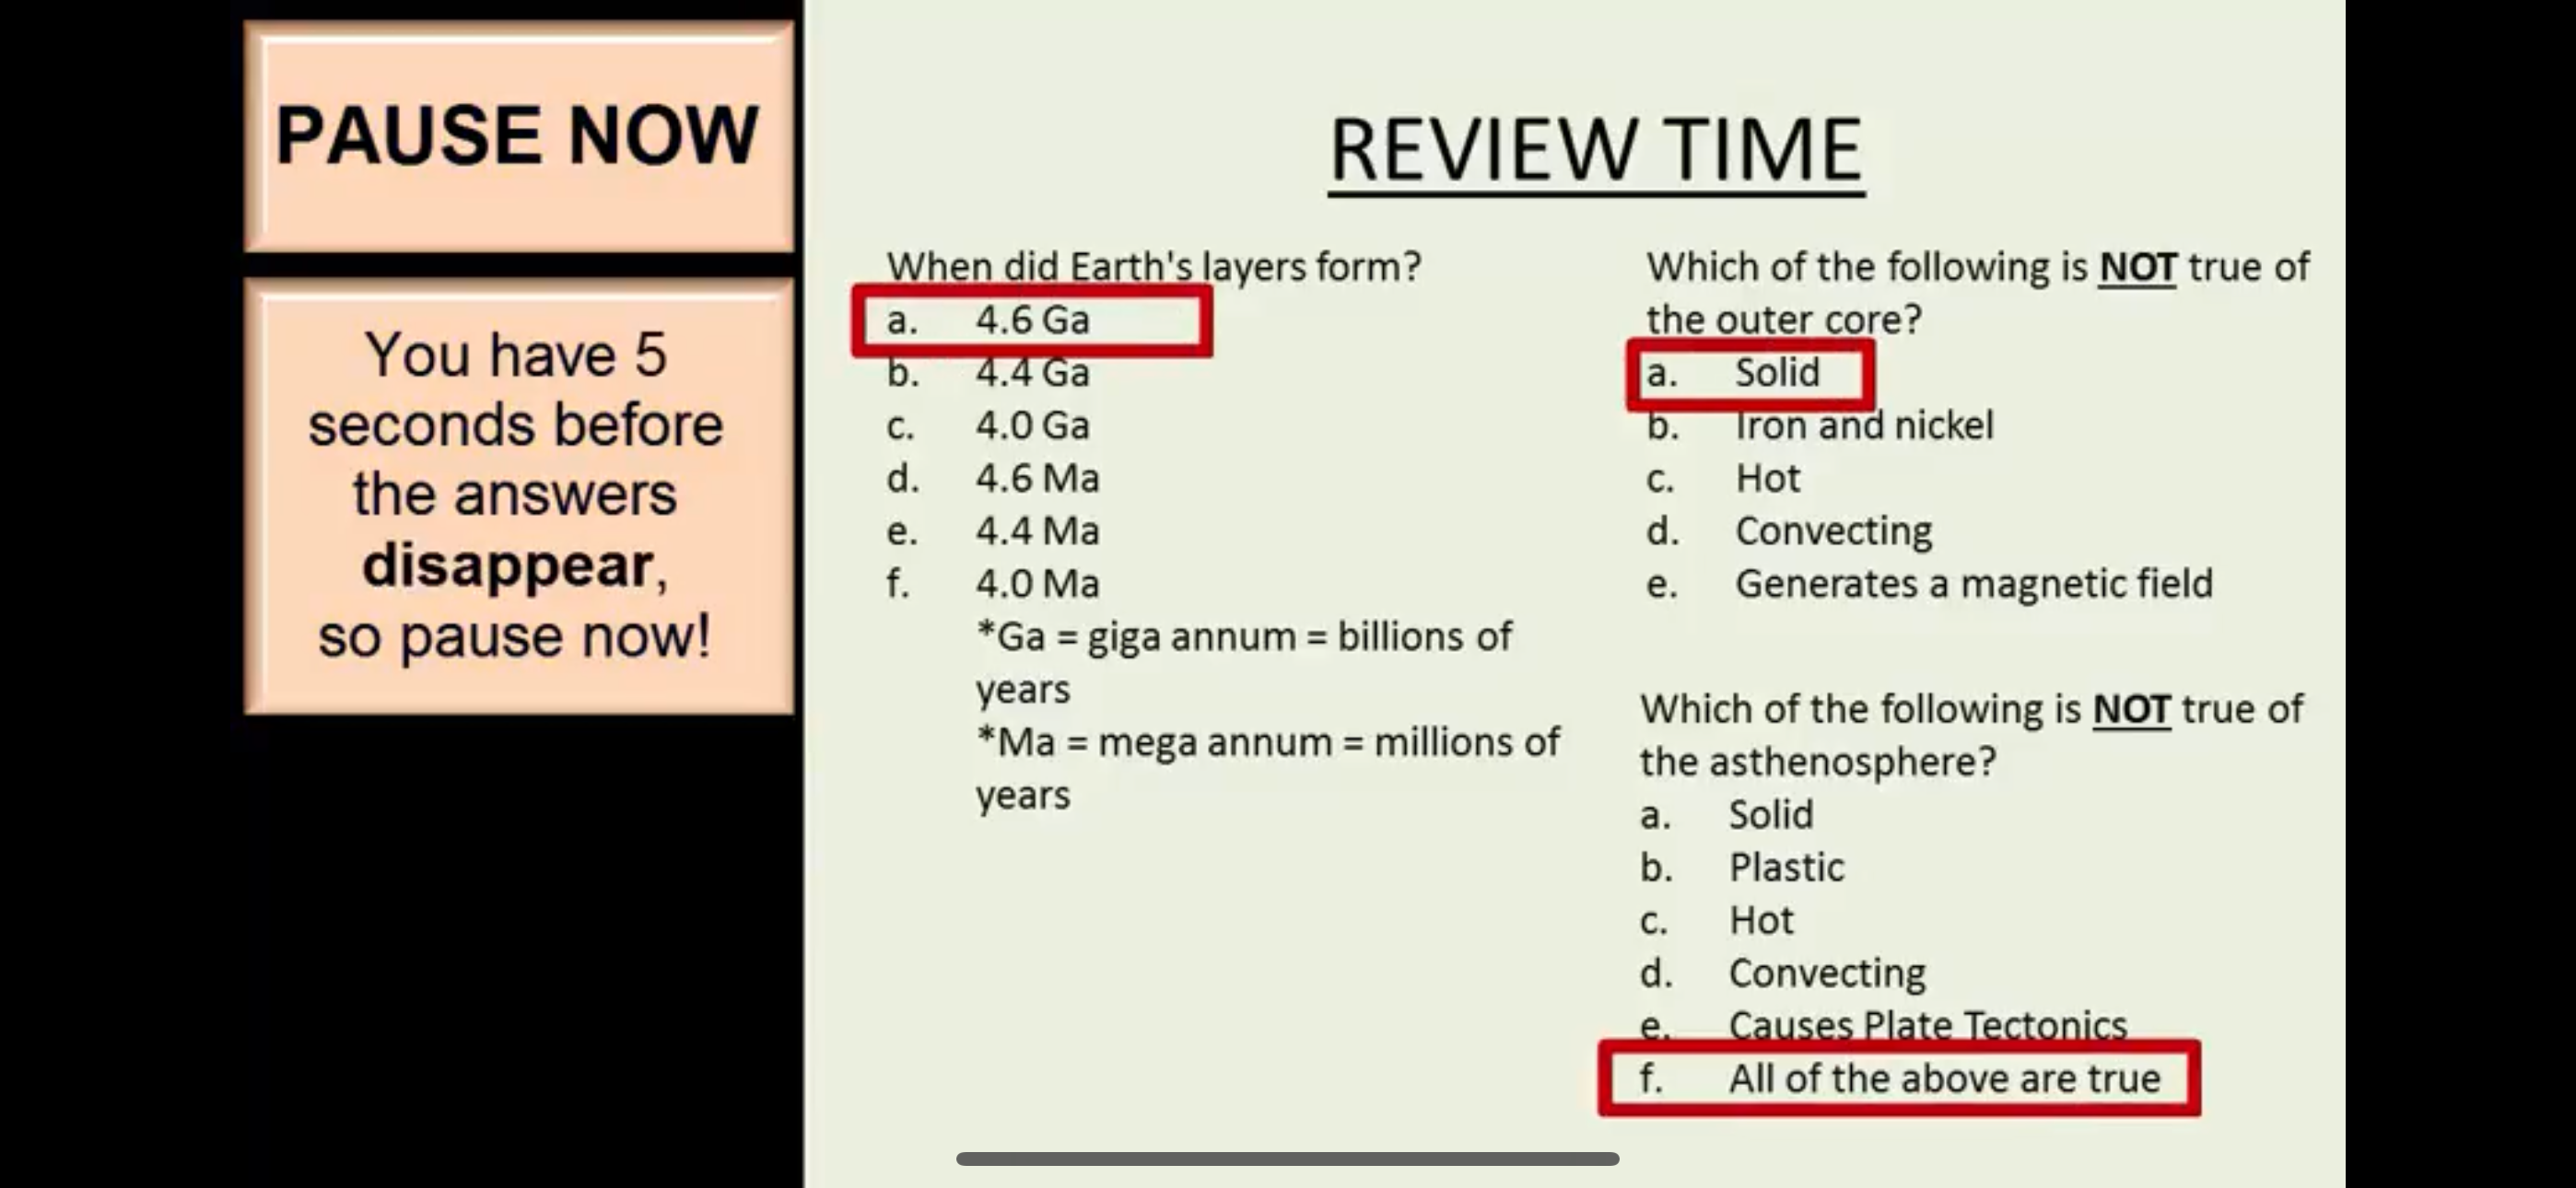 PAUSE NOW
You have 5
seconds before
the answers
disappear,
so pause now!
REVIEW TIME
When did Earth's layers form?
a. 4.6 Ga
b. 4.4 Ga
c. 4.0 Ga
d. 4.6 Ma
e. 4.4 Ma
f. 4.0 Ma
*Ga = giga annum = billions of
years
*Ma = mega annum = millions of
years
Which of the following is NOT true of
the outer core?
a. Solid
b. Iron and nickel
c. Hot
d. Convecting
e. Generates a magnetic field
Which of the following is NOT true of
the asthenosphere?
a. Solid
b. Plastic
c. Hot
d. Convecting
e. Causes Plate Tectonics
f. All of the above are true